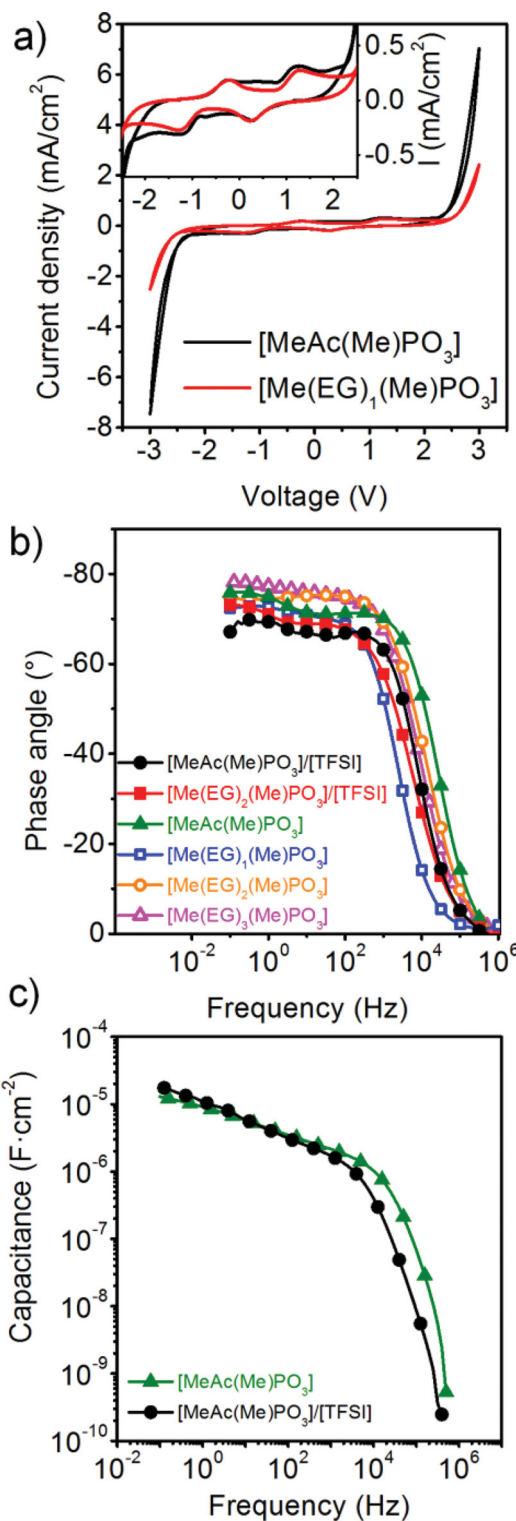 a)
0.5
0.0
-0.5
I (mA/cm²)
-2 -1 0 1 2
8
6
4
2
0
-2
-4
-6
-8
Current density (mA/cm²)
[MeAc(Me)PO₃]
[Me(EG)₁(Me)PO₃]
-3 -2 -1 0 1 2 3
Voltage (V)
b)
-80
-60
-40
-20
0
Phase angle (°)
[MeAc(Me)PO₃]/[TFSI]
[Me(EG)₂(Me)PO₃]/[TFSI]
[MeAc(Me)PO₃]
[Me(EG)₁(Me)PO₃]
[Me(EG)₂(Me)PO₃]
[Me(EG)₃(Me)PO₃]
10⁻² 10⁰ 10² 10⁴ 10⁶
Frequency (Hz)
c)
10⁻⁴
10⁻⁵
10⁻⁶
10⁻⁷
10⁻⁸
10⁻⁹
10⁻¹⁰
Capacitance (F·cm⁻²)
[MeAc(Me)PO₃]
[MeAc(Me)PO₃]/[TFSI]
10⁻² 10⁰ 10² 10⁴ 10⁶
Frequency (Hz)